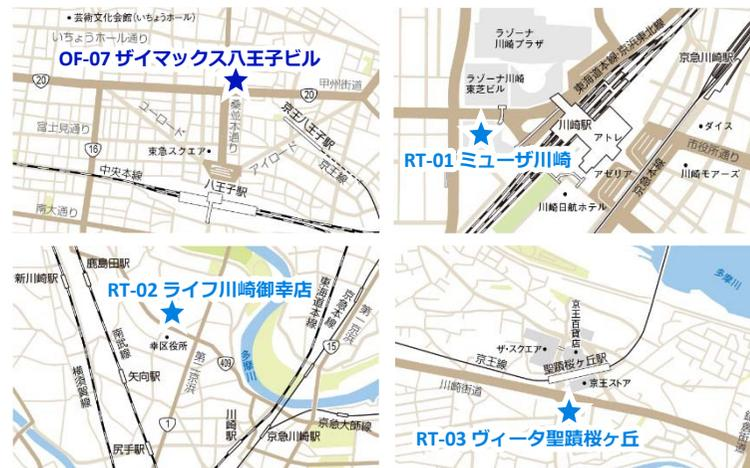 芸術文化会館(いちょうホール)
いちょうホール通り
OF-07 ザイマックス八王子ビル
20
甲州街道
20
桑並木通り
ユーロード
京王八王子駅
富士見通り
16
東急スクエア
アイロード
京王線
中央本線
八王子駅
南大通り
ラゾーナ
川崎プラザ
東海道本線・京浜東北線
京急川崎駅
ラゾーナ川崎
東芝ビル
川崎駅
アトレ
ダイス
市役所通り
RT-01 ミューザ川崎
アゼリア
京急本線
川崎モアーズ
川崎日航ホテル
新川崎駅
鹿島田駅
RT-02 ライフ川崎御幸店
東海道本線
京急本線
第一京浜
南武線
幸区役所
15
第二京浜
409
多摩川
横須賀線
矢向駅
1
川崎駅
京急大師線
京急川崎駅
尻手駅
多摩川
京王百貨店
ザ・スクエア
京王線
聖蹟桜ヶ丘駅
川崎街道
京王ストア
RT-03 ヴィータ聖蹟桜ヶ丘